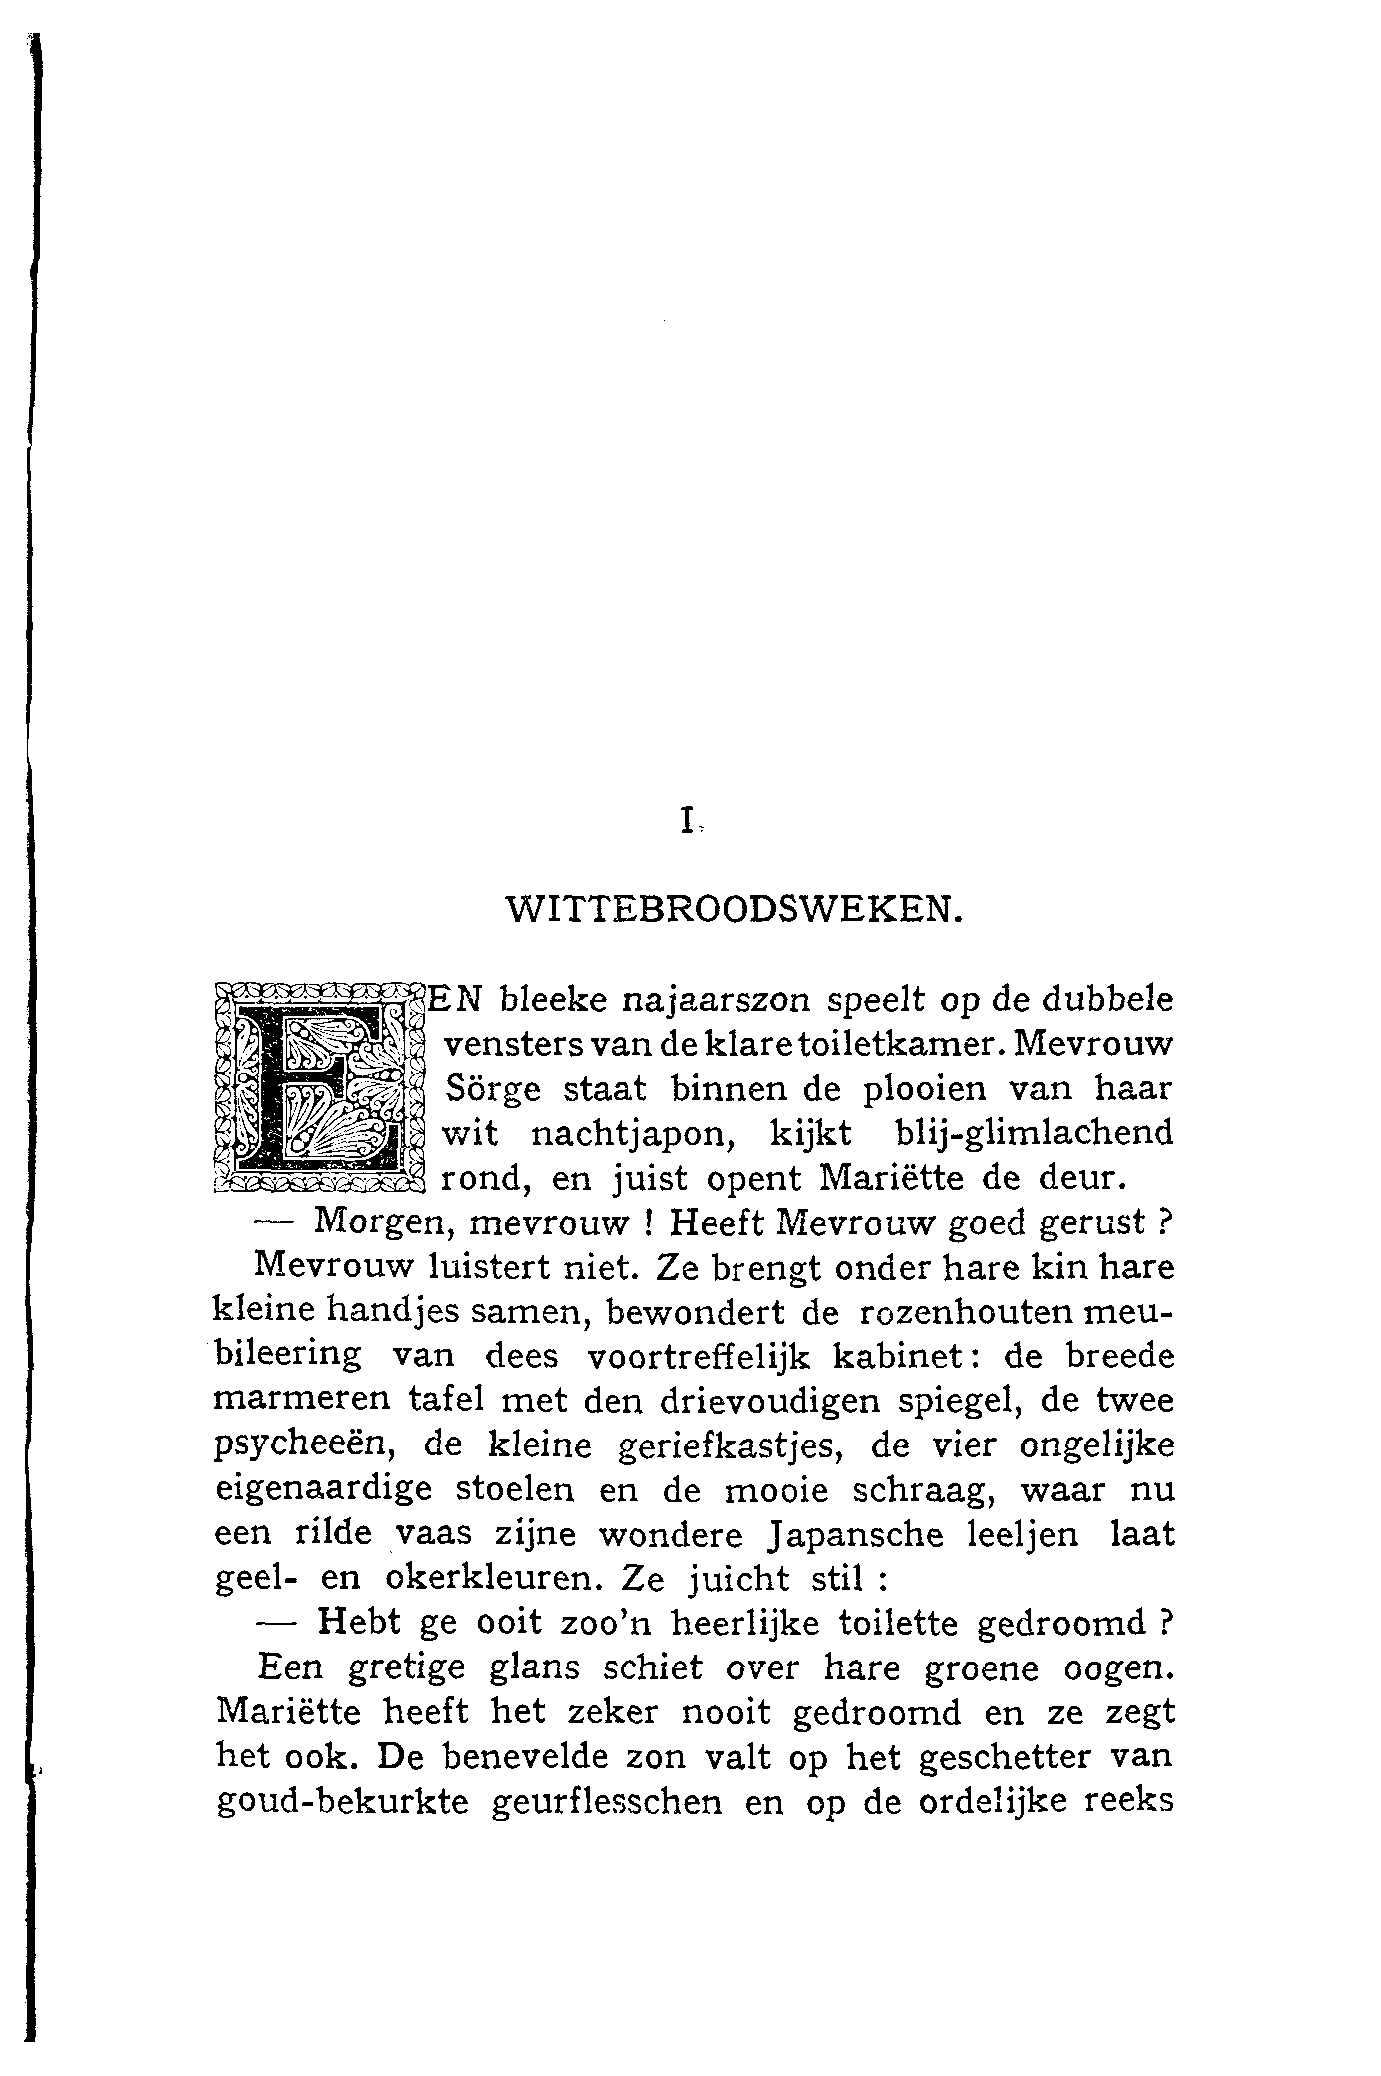 I.
WITTEBROODSWEKEN.
EEN bleeke najaarszon speelt op de dubbele
vensters van de klare toiletkamer. Mevrouw
Sörge staat binnen de plooien van haar
wit nachtjapon, kijkt blij-glimlachend
rond, en juist opent Mariëtte de deur.
— Morgen, mevrouw ! Heeft Mevrouw goed gerust ?
Mevrouw luistert niet. Ze brengt onder hare kin hare
kleine handjes samen, bewondert de rozenhouten meu-
bileering van dees voortreffelijk kabinet: de breede
marmeren tafel met den drievoudigen spiegel, de twee
psycheeën, de kleine geriefkastjes, de vier ongelijke
eigenaardige stoelen en de mooie schraag, waar nu
een rilde vaas zijne wondere Japansche leeljen laat
geel- en okerkleuren. Ze juicht stil :
— Hebt ge ooit zoo'n heerlijke toilette gedroomd ?
Een gretige glans schiet over hare groene oogen.
Mariëtte heeft het zeker nooit gedroomd en ze zegt
het ook. De benevelde zon valt op het geschetter van
goud-bekurkte geurflesschen en op de ordelijke reeks